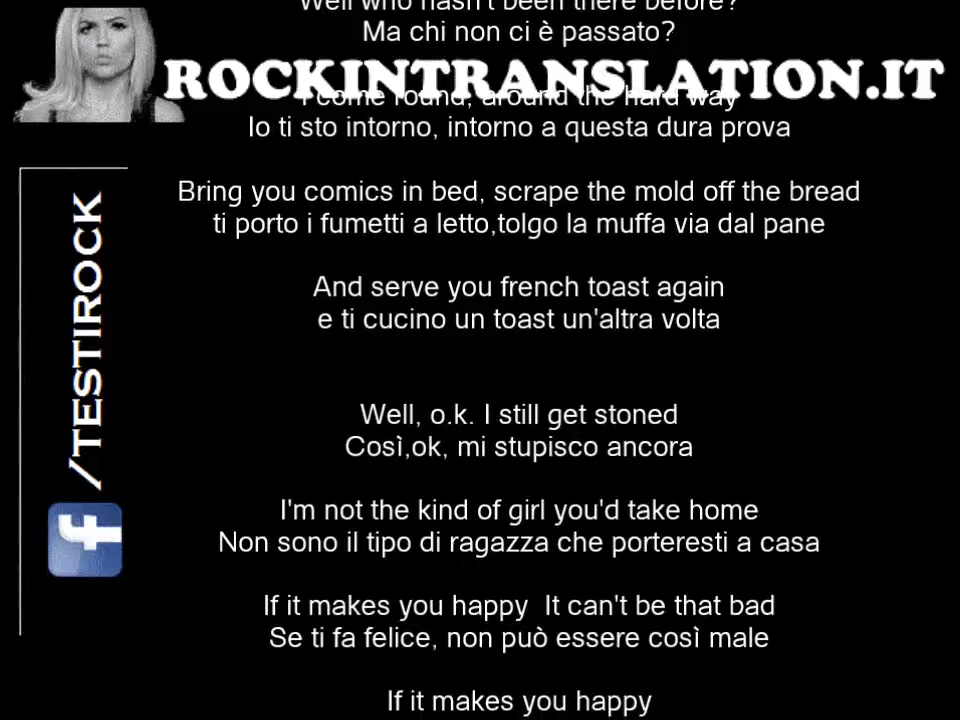 Well who hasn't been there before?
Ma chi non ci è passato?
ROCKINTRANSLATION.IT
I come round, around the hard way
Io ti sto intorno, intorno a questa dura prova
Bring you comics in bed, scrape the mold off the bread
ti porto i fumetti a letto,tolgo la muffa via dal pane
And serve you french toast again
e ti cucino un toast un'altra volta
Well, o.k. I still get stoned
Così,ok, mi stupisco ancora
I'm not the kind of girl you'd take home
Non sono il tipo di ragazza che porteresti a casa
If it makes you happy  It can't be that bad
Se ti fa felice, non può essere così male
If it makes you happy
f /TESTIROCK